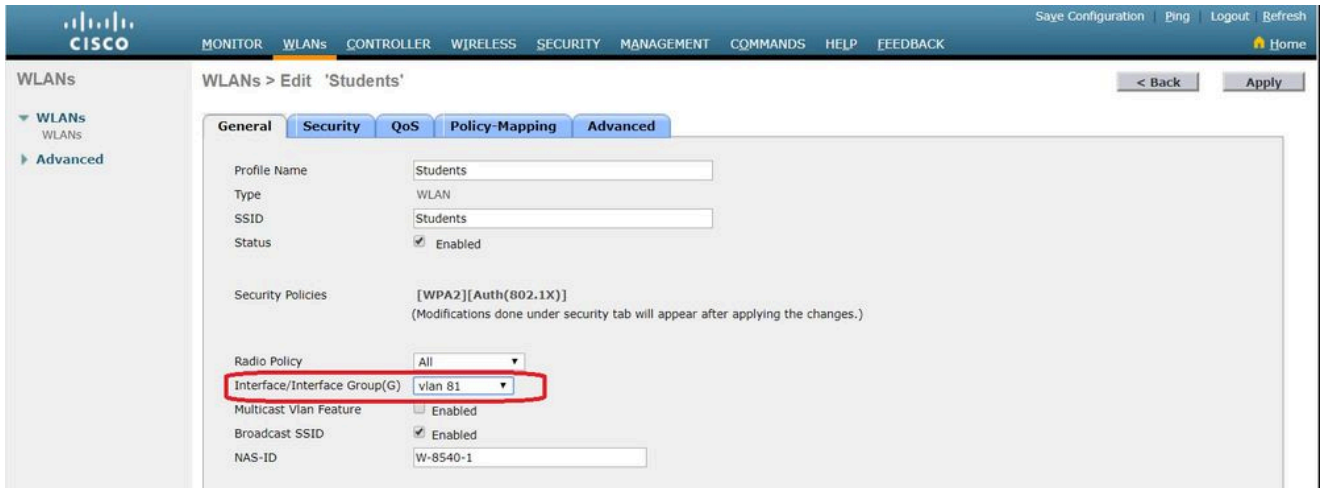 Save Configuration | Ping | Logout | Refresh
CISCO
MONITOR WLANs CONTROLLER WIRELESS SECURITY MANAGEMENT COMMANDS HELP FEEDBACK
Home
WLANs
WLANs > Edit 'Students'
< Back
Apply
WLANs
WLANs
Advanced
General Security QoS Policy-Mapping Advanced
Profile Name Students
Type WLAN
SSID Students
Status Enabled
Security Policies [WPA2][Auth(802.1X)]
(Modifications done under security tab will appear after applying the changes.)
Radio Policy All
Interface/Interface Group(G) vlan 81
Multicast Vlan Feature Enabled
Broadcast SSID Enabled
NAS-ID W-8540-1